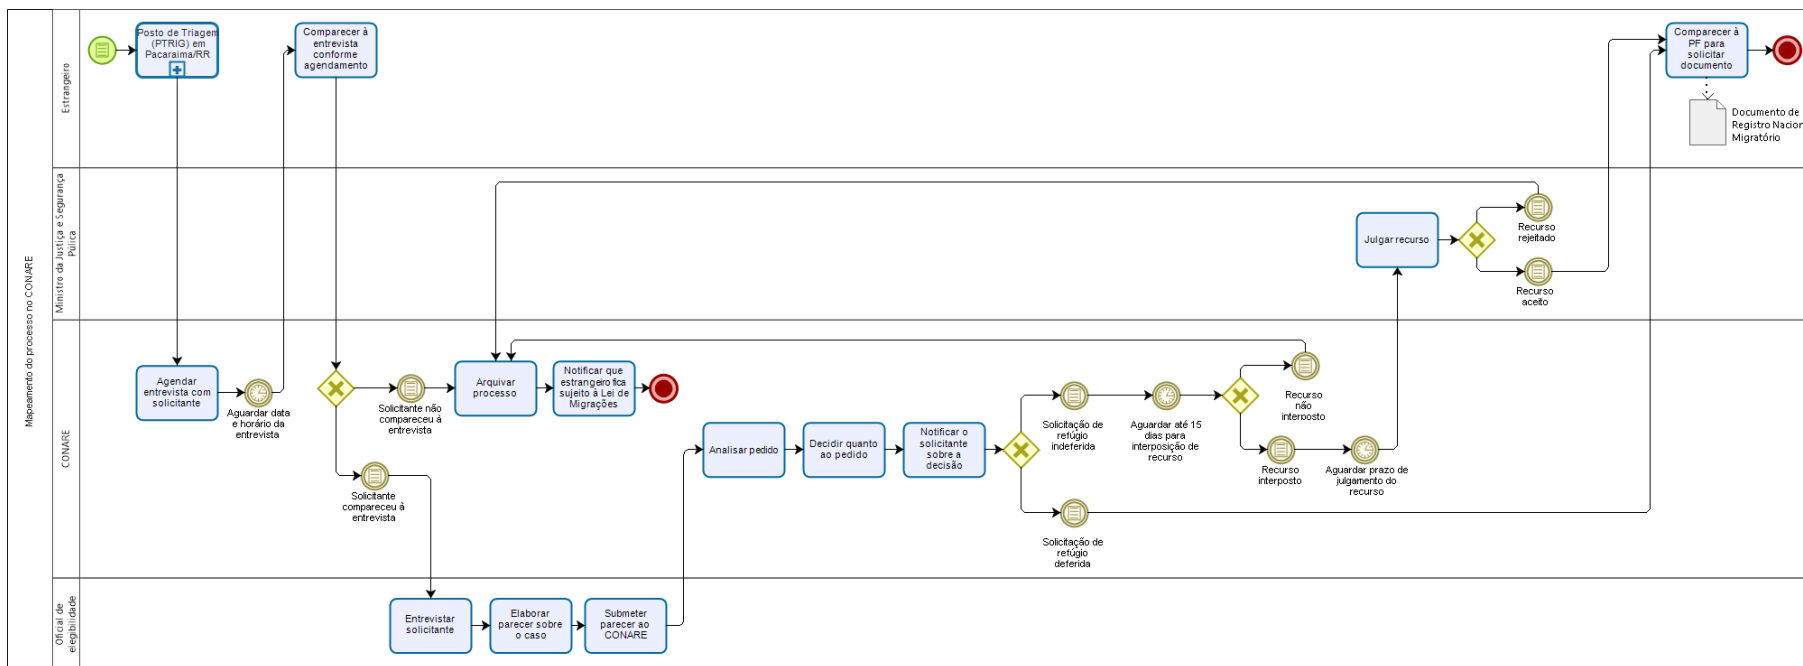 Mapeamento do processo no CONARE
Estrangeiro
Posto de Triagem
(PTRIG) em
Pacaraima/RR
Comparecer à
entrevista
conforme
agendamento
Comparecer à
PF para
solicitar
documento
Documento de
Registro Nacion
Migratório
Ministro da Justiça e Segurança
Púlica
Julgar recurso
Recurso
rejeitado
Recurso
aceito
CONARE
Agendar
entrevista com
solicitante
Aguardar data
e horário da
entrevista
Solicitante não
compareceu à
entrevista
Arquivar
processo
Notificar que
estrangeiro fica
sujeito à Lei de
Migrações
Solicitante
compareceu à
entrevista
Analisar pedido
Decidir quanto
ao pedido
Notificar o
solicitante
sobre a
decisão
Solicitação de
refúgio
indeferida
Aguardar até 15
dias para
interposição de
recurso
Recurso
não
interposto
Recurso
interposto
Aguardar prazo de
julgamento do
recurso
Solicitação de
refúgio
deferida
Oficial de
elegibilidade
Entrevistar
solicitante
Elaborar
parecer sobre
o caso
Submeter
parecer ao
CONARE